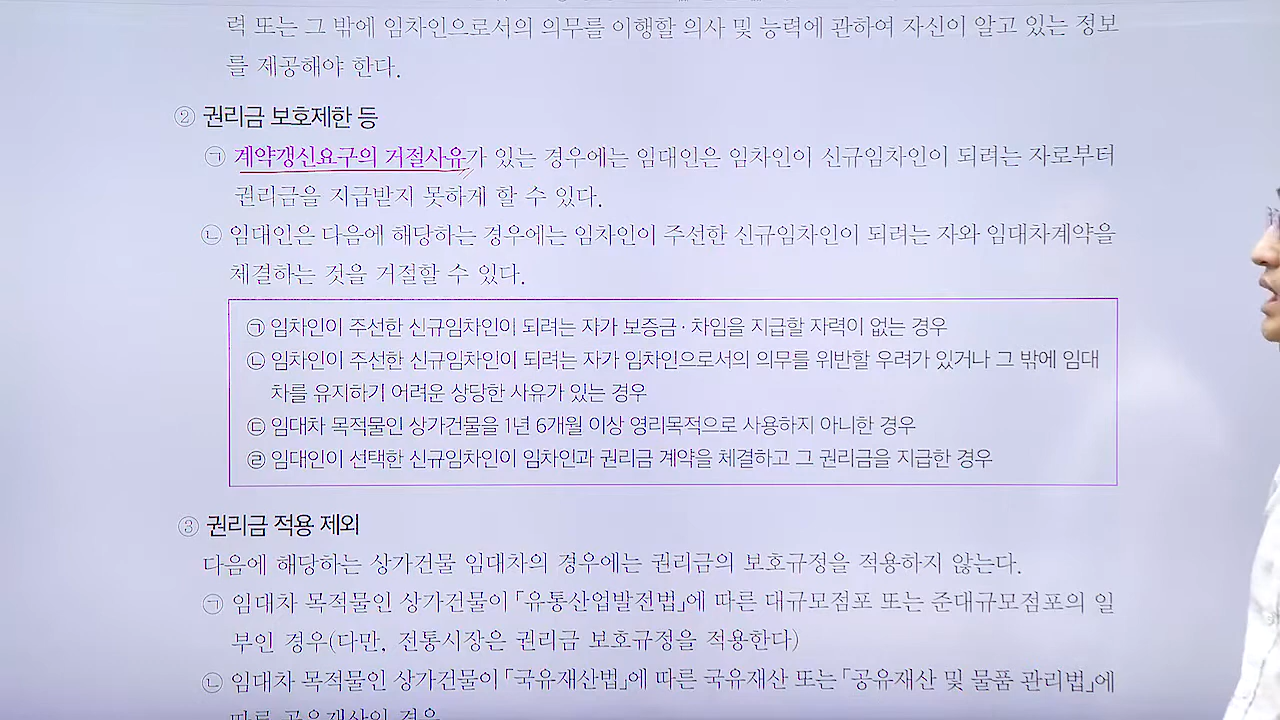 력 또는 그 밖에 임차인으로서의 의무를 이행할 의사 및 능력에 관하여 자신이 알고 있는 정보
를 제공해야 한다.
② 권리금 보호제한 등
㉠ 계약갱신요구의 거절사유가 있는 경우에는 임대인은 임차인이 신규임차인이 되려는 자로부터
권리금을 지급받지 못하게 할 수 있다.
㉡ 임대인은 다음에 해당하는 경우에는 임차인이 주선한 신규임차인이 되려는 자와 임대차계약을
체결하는 것을 거절할 수 있다.
㉠ 임차인이 주선한 신규임차인이 되려는 자가 보증금·차임을 지급할 자력이 없는 경우
㉡ 임차인이 주선한 신규임차인이 되려는 자가 임차인으로서의 의무를 위반할 우려가 있거나 그 밖에 임대
차를 유지하기 어려운 상당한 사유가 있는 경우
㉢ 임대차 목적물인 상가건물을 1년 6개월 이상 영리목적으로 사용하지 아니한 경우
㉣ 임대인이 선택한 신규임차인이 임차인과 권리금 계약을 체결하고 그 권리금을 지급한 경우
③ 권리금 적용 제외
다음에 해당하는 상가건물 임대차의 경우에는 권리금의 보호규정을 적용하지 않는다.
㉠ 임대차 목적물인 상가건물이 「유통산업발전법」에 따른 대규모점포 또는 준대규모점포의 일
부인 경우(다만, 전통시장은 권리금 보호규정을 적용한다)
㉡ 임대차 목적물인 상가건물이 「국유재산법」에 따른 국유재산 또는 「공유재산 및 물품 관리법」에
따른 공유재산인 경우